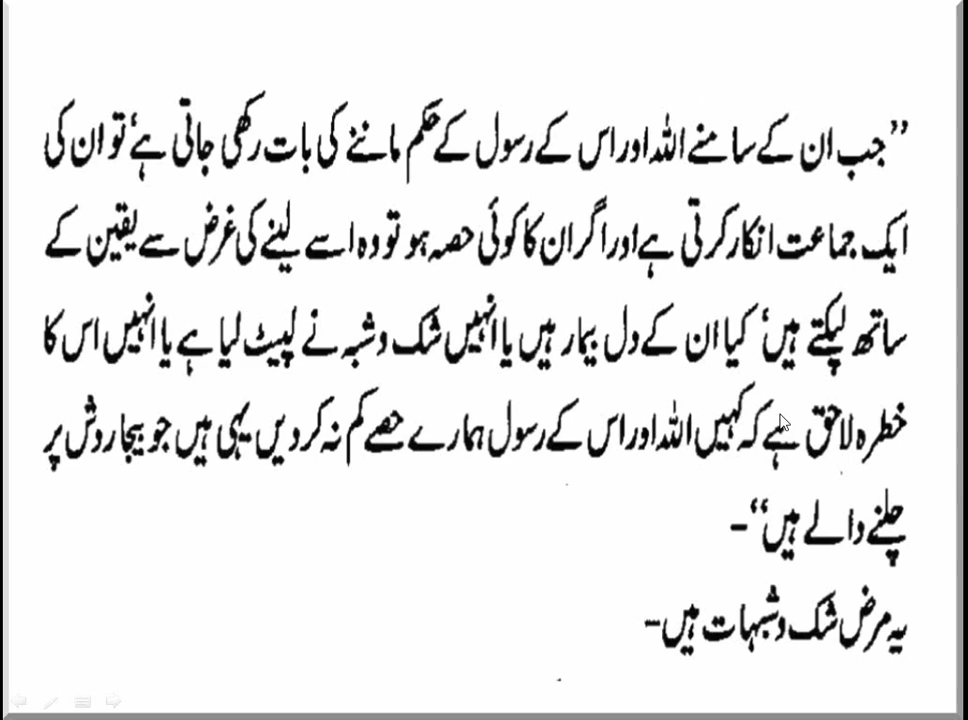 ’’جب ان کے سامنے اللہ اور اس کے رسول کے حکم ماننے کی بات رکھی جاتی ہے‘ تو ان کی
ایک جماعت انکار کرتی ہے اور اگر ان کا کوئی حصہ ہو تو وہ اسے لینے کی غرض سے یقین کے
ساتھ لپکتے ہیں‘ کیا ان کے دل بیمار ہیں یا انہیں شک و شبہ نے لپیٹ لیا ہے یا انہیں اس کا
خطرہ لاحق ہے کہ کہیں اللہ اور اس کے رسول ہمارے حصے کم نہ کر دیں یہی ہیں جو بیجا روش پر
چلنے والے ہیں‘‘-
یہ مرض شک و شبہات ہیں-